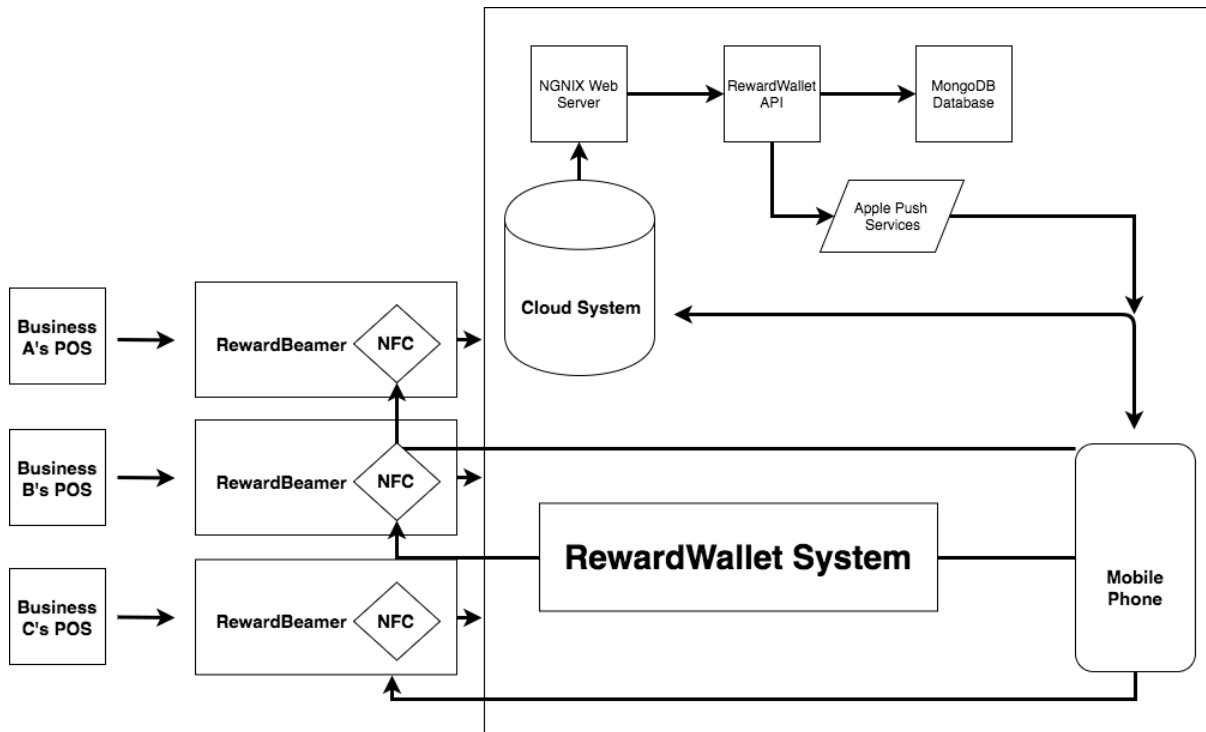 NGNIX Web
Server
RewardWallet
API
MongoDB
Database
Apple Push
Services
Cloud System
Business
A's POS
RewardBeamer
NFC
Business
B's POS
RewardBeamer
NFC
RewardWallet System
Mobile
Phone
Business
C's POS
RewardBeamer
NFC